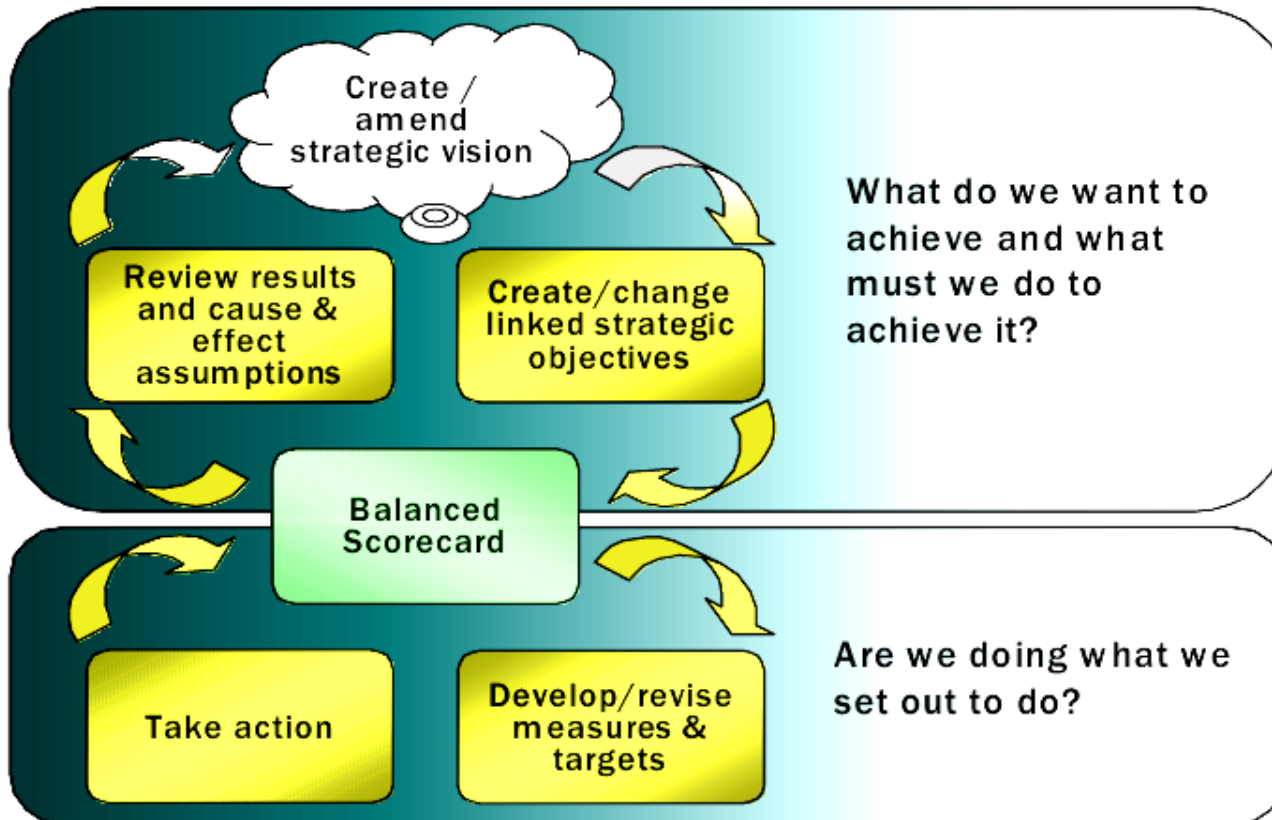 Create /
amend
strategic vision
What do we want to
achieve and what
must we do to
achieve it?
Review results
and cause &
effect
assumptions
Create/change
linked strategic
objectives
Balanced
Scorecard
Are we doing what we
set out to do?
Take action
Develop/revise
measures &
targets